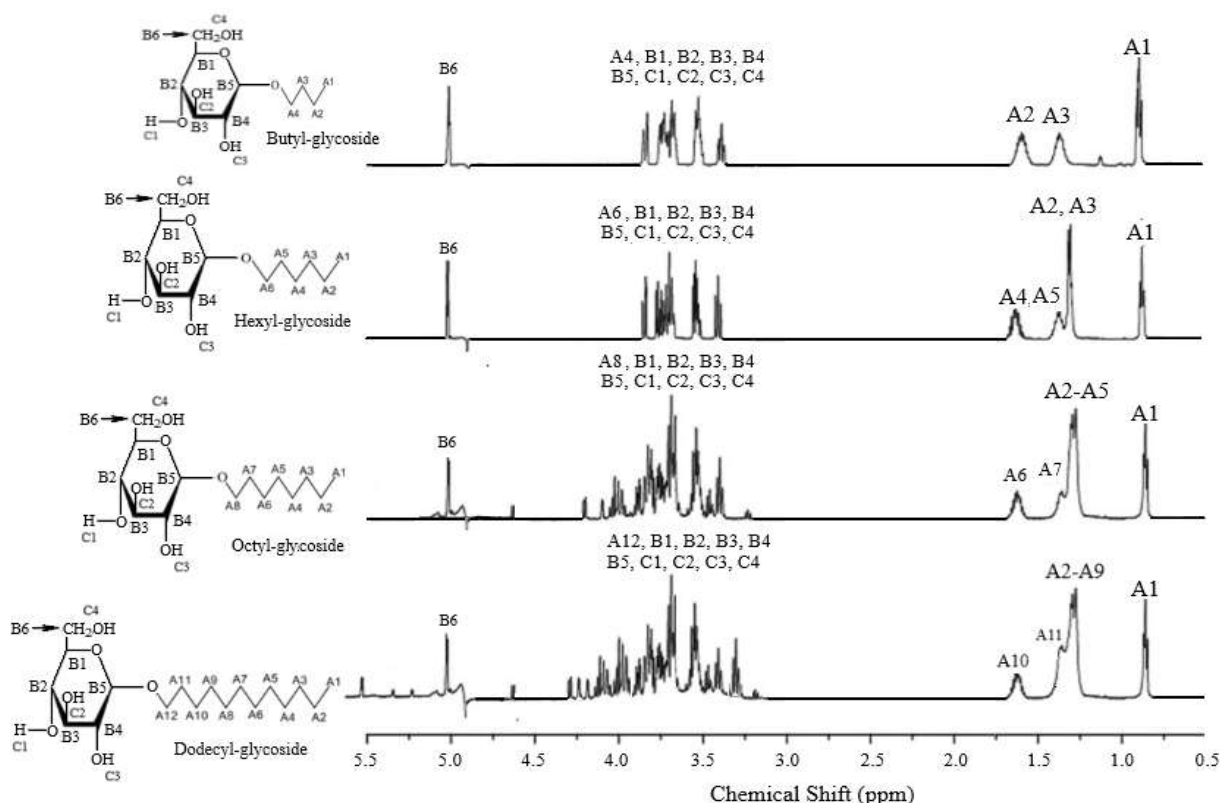 C4
B6 CH2OH
O
B1
B2 B5 O
OH
C2
H O B3 B4
C1
OH
C3
A3 A1
A4 A2
Butyl-glycoside
B6
A4, B1, B2, B3, B4
B5, C1, C2, C3, C4
A2 A3
A1
C4
B6 CH2OH
O
B1
B2 B5 O
OH
C2
H O B3 B4
C1
OH
C3
A5 A3 A1
A6 A4 A2
Hexyl-glycoside
B6
A6, B1, B2, B3, B4
B5, C1, C2, C3, C4
A2, A3
A4, A5
A1
C4
B6 CH2OH
O
B1
B2 B5 O
OH
C2
H O B3 B4
C1
OH
C3
A7 A5 A3 A1
A8 A6 A4 A2
Octyl-glycoside
B6
A8, B1, B2, B3, B4
B5, C1, C2, C3, C4
A2-A5
A6 A7
A1
C4
B6 CH2OH
O
B1
B2 B5 O
OH
C2
H O B3 B4
C1
OH
C3
A11 A9 A7 A5 A3 A1
A12 A10 A8 A6 A4 A2
Dodecyl-glycoside
B6
A12, B1, B2, B3, B4
B5, C1, C2, C3, C4
A2-A9
A10 A11
A1
5.5 5.0 4.5 4.0 3.5 3.0 2.5 2.0 1.5 1.0 0.5
Chemical Shift (ppm)